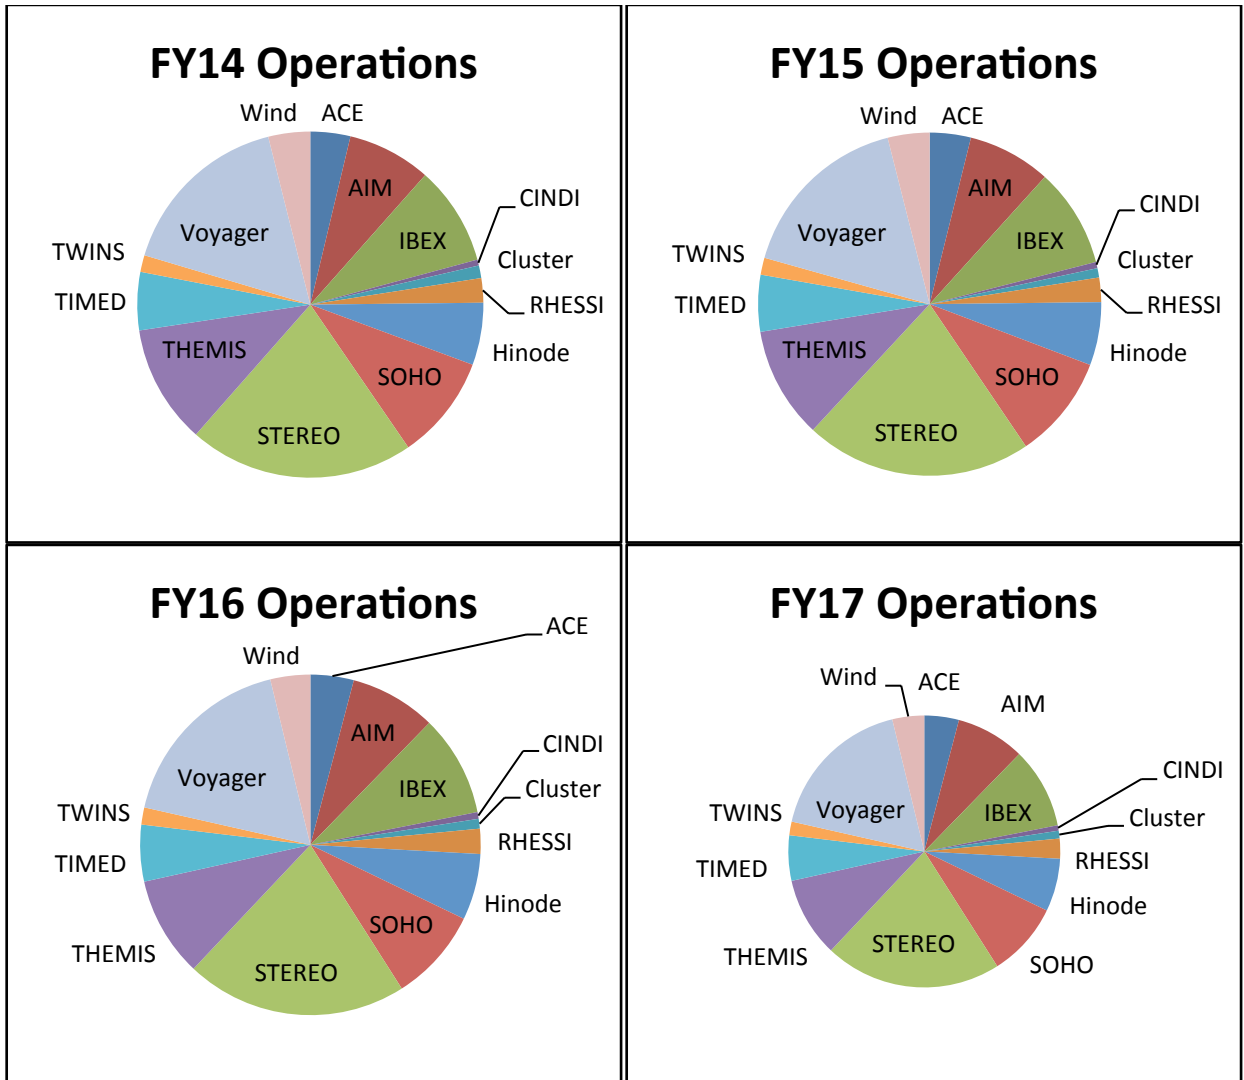 FY14 Operations
Wind
ACE
AIM
CINDI
IBEX
Voyager
TWINS
Cluster
TIMED
RHESSI
THEMIS
Hinode
SOHO
STEREO
FY15 Operations
Wind
ACE
AIM
CINDI
IBEX
Voyager
TWINS
Cluster
TIMED
RHESSI
THEMIS
Hinode
SOHO
STEREO
FY16 Operations
ACE
Wind
AIM
CINDI
Voyager
IBEX
Cluster
TWINS
RHESSI
TIMED
Hinode
SOHO
THEMIS
STEREO
FY17 Operations
Wind
ACE
AIM
CINDI
Voyager
IBEX
TWINS
Cluster
RHESSI
TIMED
Hinode
STEREO
THEMIS
SOHO